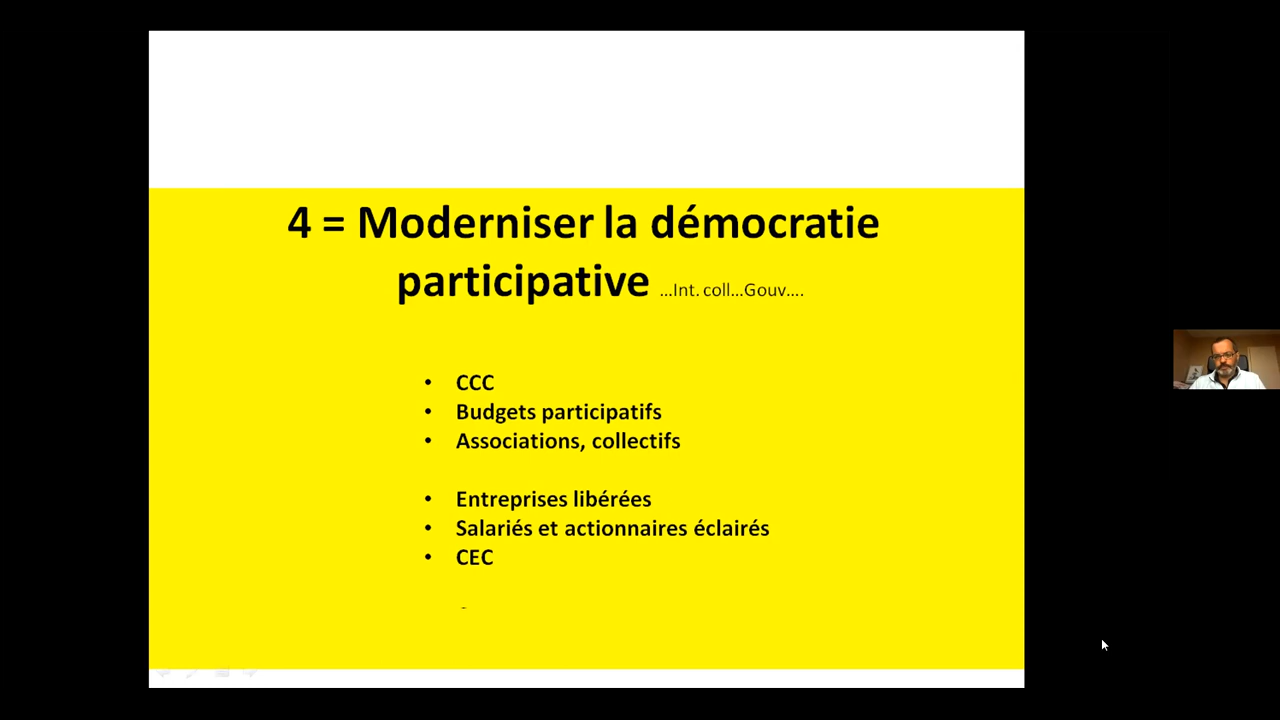 4 = Moderniser la démocratie
participative ...Int. coll...Gouv....
• CCC
• Budgets participatifs
• Associations, collectifs
• Entreprises libérées
• Salariés et actionnaires éclairés
• CEC
-